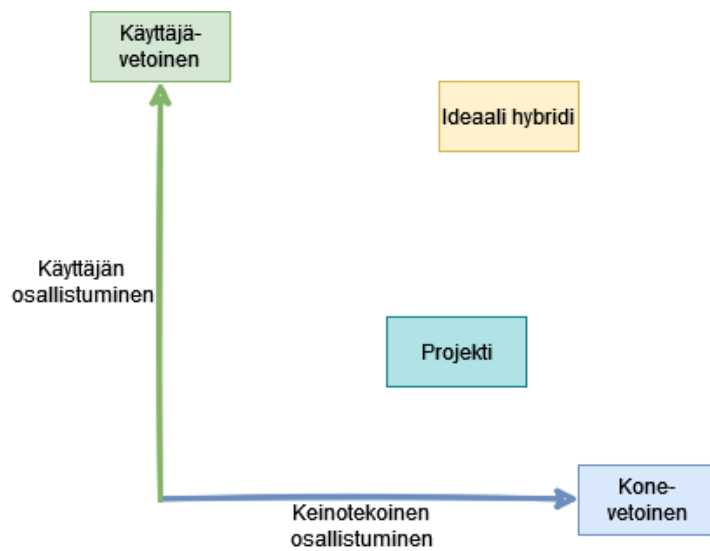 Käyttäjä-
vetoinen
Ideaali hybridi
Käyttäjän
osallistuminen
Projekti
Keinotekoinen
osallistuminen
Kone-
vetoinen